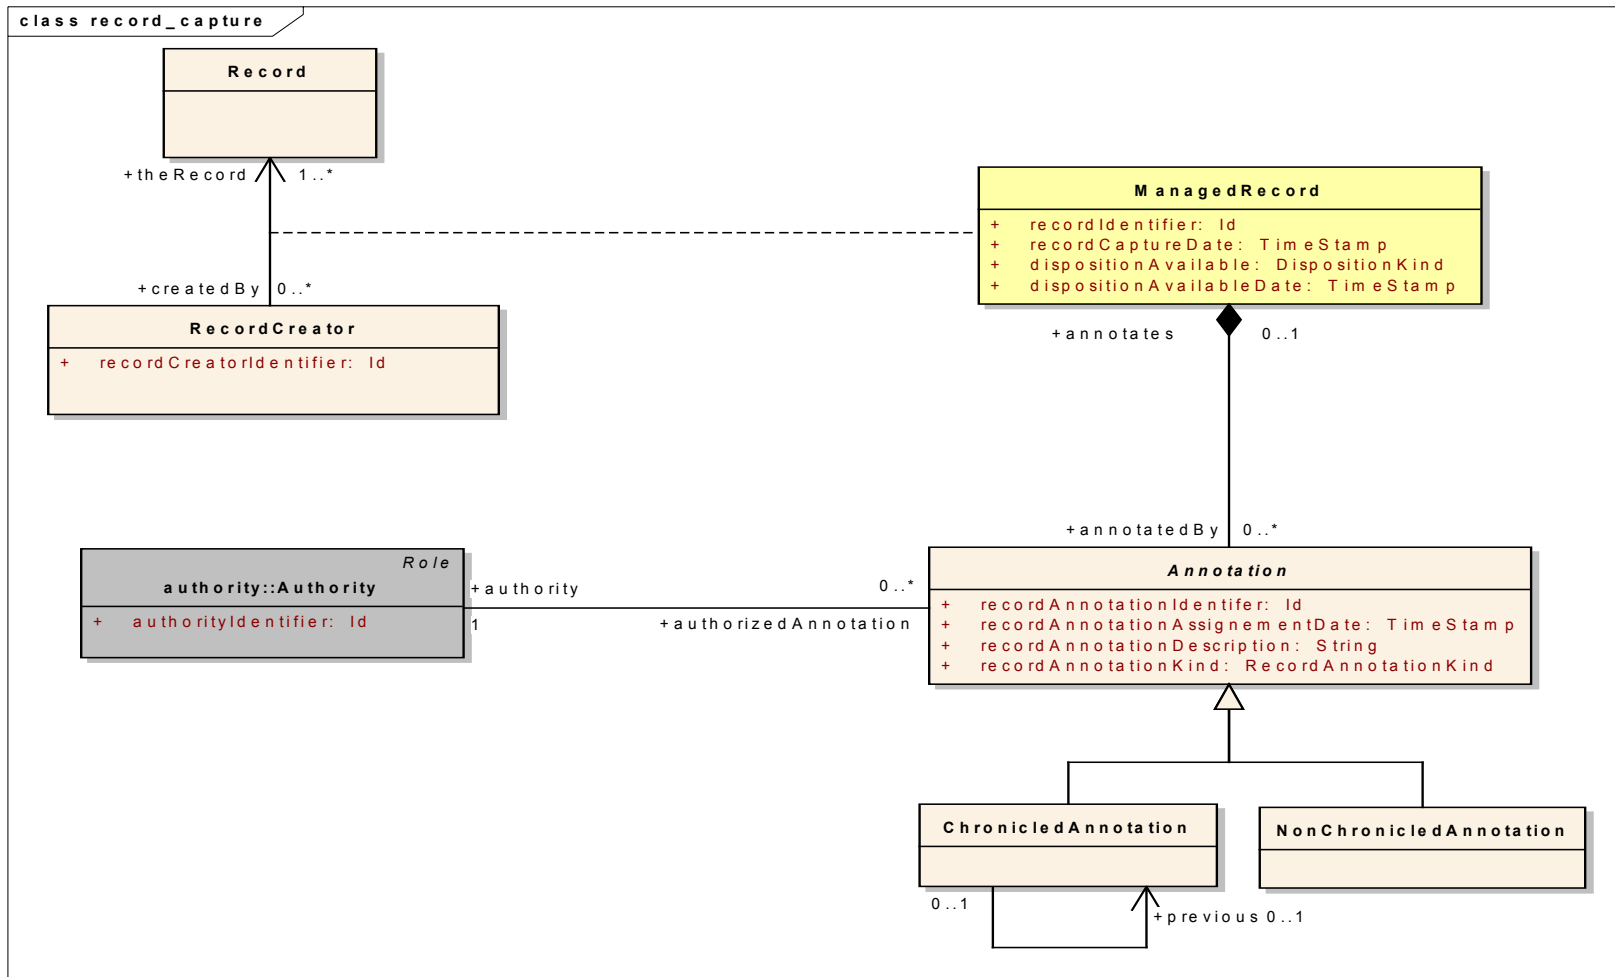 class record_capture
Record
+theRecord 1..*
ManagedRecord
+ recordIdentifier: Id
+ recordCaptureDate: TimeStamp
+ dispositionAvailable: DispositionKind
+ dispositionAvailableDate: TimeStamp
+createdBy 0..*
RecordCreator
+ recordCreatorIdentifier: Id
+annotates 0..1
+annotatedBy 0..*
Role
authority::Authority
+ authorityIdentifier: Id
+authority
1
0..*
+authorizedAnnotation
Annotation
+ recordAnnotationIdentifer: Id
+ recordAnnotationAssignementDate: TimeStamp
+ recordAnnotationDescription: String
+ recordAnnotationKind: RecordAnnotationKind
ChronicledAnnotation
NonChronicledAnnotation
0..1
+previous 0..1